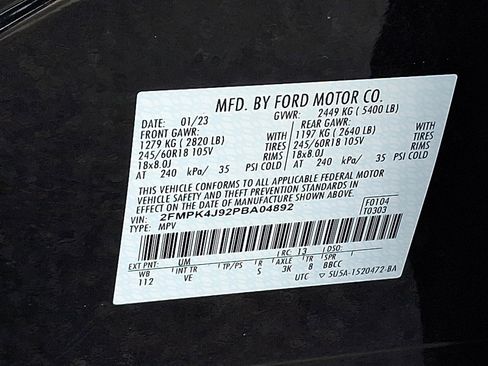 MFD. BY FORD MOTOR CO.
DATE: 01/23 GVWR: 2449 KG ( 5400 LB)
FRONT GAWR: REAR GAWR:
1279 KG ( 2820 LB) WITH 1197 KG ( 2640 LB) WITH
245/60R18 105V TIRES 245/60R18 105V TIRES
18x8.0J RIMS 18x8.0J RIMS
AT 240 kPa/ 35 PSI COLD AT 240 kPa/ 35 PSI COLD
THIS VEHICLE CONFORMS TO ALL APPLICABLE FEDERAL MOTOR
VEHICLE SAFETY AND THEFT PREVENTION STANDARDS IN
EFFECT ON THE DATE OF MANUFACTURE SHOWN ABOVE.
VIN: 2FMPK4J92PBA04892 F0104
TYPE: MPV T0303
EXT PNT: UM RC: 13 DSO:
WB INT TR TP/PS R AXLE TR SPR
112 VE S 3K 8 BBCC
UTC ▽5U5A-1520472-BA